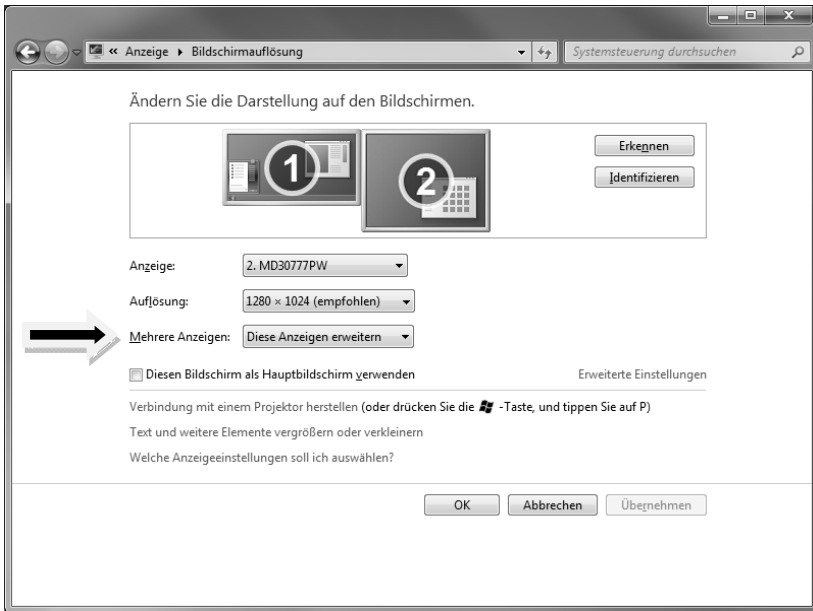 « Anzeige ▸ Bildschirmauflösung Systemsteuerung durchsuchen
Ändern Sie die Darstellung auf den Bildschirmen.
1 2
Erkennen
Identifizieren
Anzeige: 2. MD30777PW
Auflösung: 1280 × 1024 (empfohlen)
Mehrere Anzeigen: Diese Anzeigen erweitern
Diesen Bildschirm als Hauptbildschirm verwenden Erweiterte Einstellungen
Verbindung mit einem Projektor herstellen (oder drücken Sie die -Taste, und tippen Sie auf P)
Text und weitere Elemente vergrößern oder verkleinern
Welche Anzeigeeinstellungen soll ich auswählen?
OK Abbrechen Übernehmen